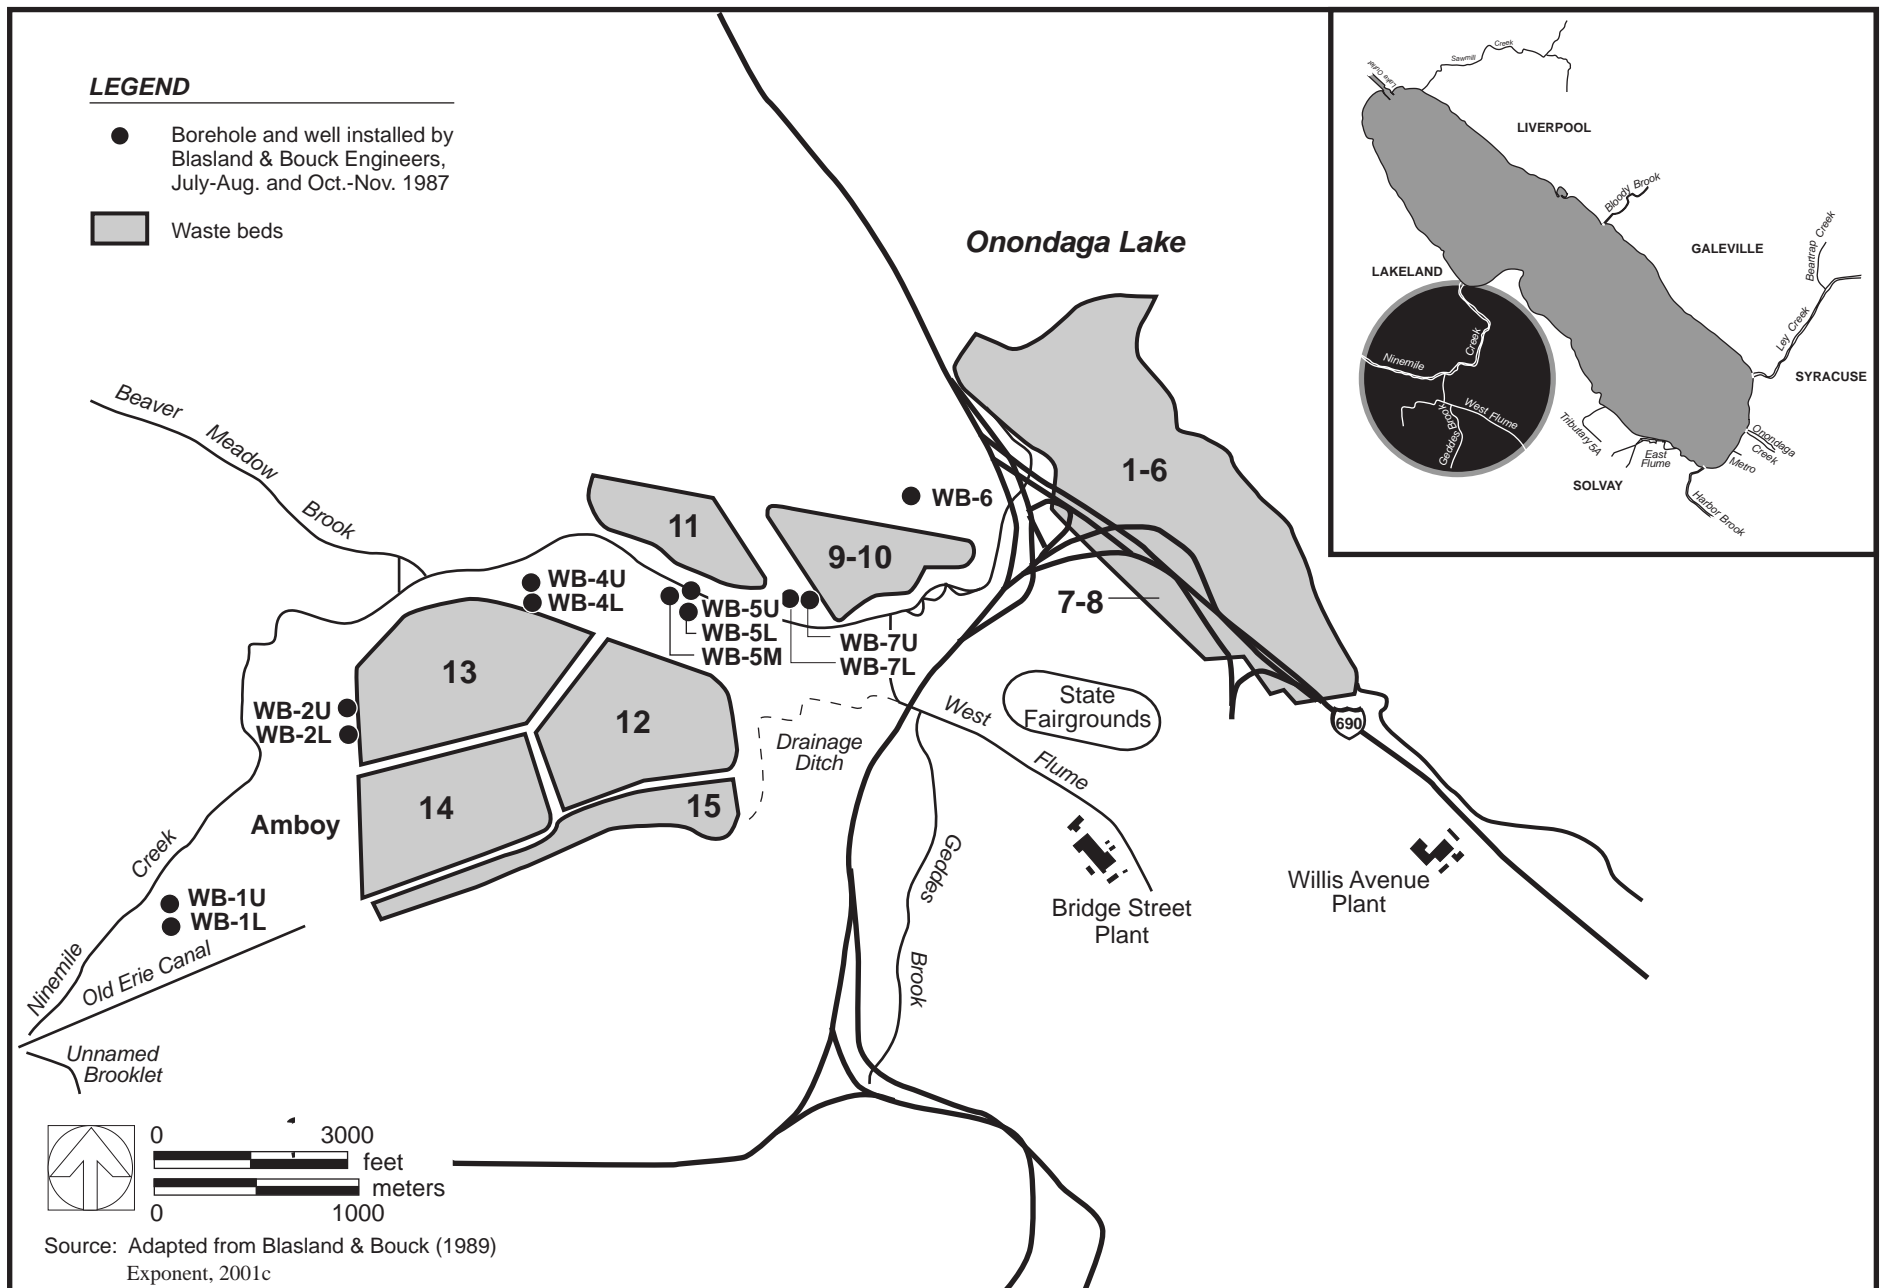 LEGEND
Borehole and well installed by
Blasland & Bouck Engineers,
July-Aug. and Oct.-Nov. 1987
Waste beds
Onondaga Lake
Beaver
Meadow
Brook
11
9-10
WB-6
1-6
7-8
WB-4U
WB-4L
WB-5U
WB-5L
WB-5M
WB-7U
WB-7L
13
12
14
15
WB-2U
WB-2L
Amboy
WB-1U
WB-1L
Ninemile
Creek
Old Erie Canal
Unnamed
Brooklet
Drainage
Ditch
West
Flume
State
Fairgrounds
690
Geddes
Brook
Bridge Street
Plant
Willis Avenue
Plant
0 3000
feet
meters
0 1000
Source: Adapted from Blasland & Bouck (1989)
Exponent, 2001c
Lake Outlet
Sawmill
Creek
LIVERPOOL
Bloody Brook
GALEVILLE
Beartrap
Creek
LAKELAND
Ley Creek
SYRACUSE
Ninemile
Creek
West Flume
Geddes Brook
Tributary 5A
East
Flume
SOLVAY
Harbor Brook
Metro
Onondaga
Creek